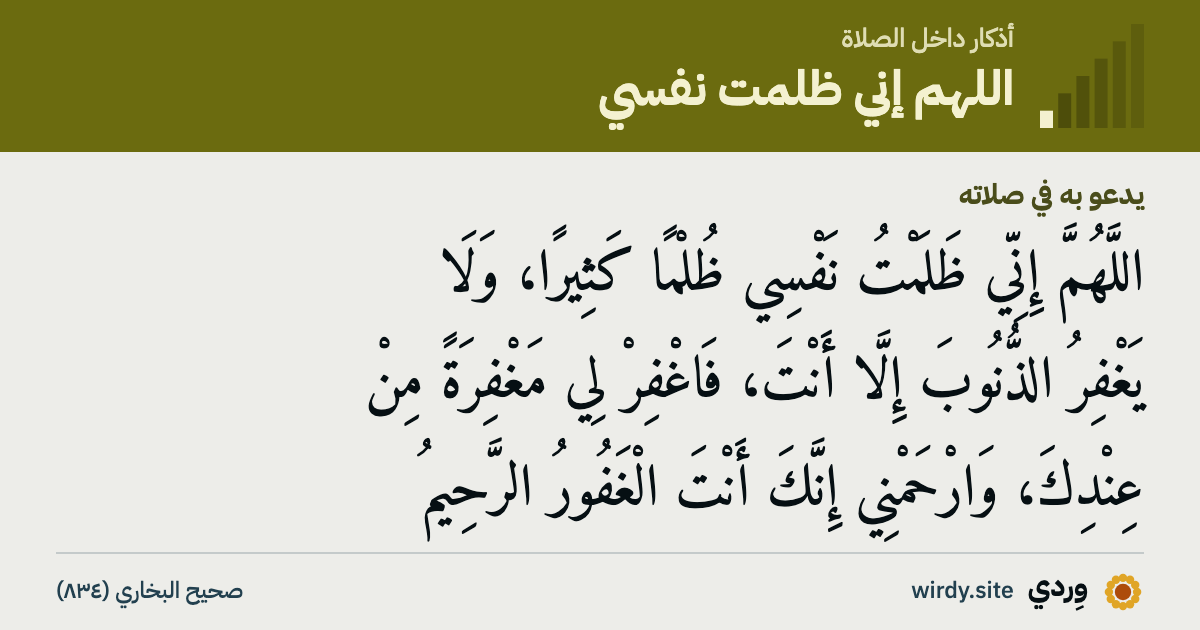 أذكار داخل الصلاة
اللهم إني ظلمت نفسي
يدعو به في صلاته
اللَّهُمَّ إِنِّي ظَلَمْتُ نَفْسِي ظُلْمًا كَثِيرًا، وَلَا
يَغْفِرُ الذُّنُوبَ إِلَّا أَنْتَ، فَاغْفِرْ لِي مَغْفِرَةً مِنْ
عِنْدِكَ، وَارْحَمْنِي إِنَّكَ أَنْتَ الْغَفُورُ الرَّحِيمُ
وِردي wirdy.site
صحيح البخاري (٨٣٤)